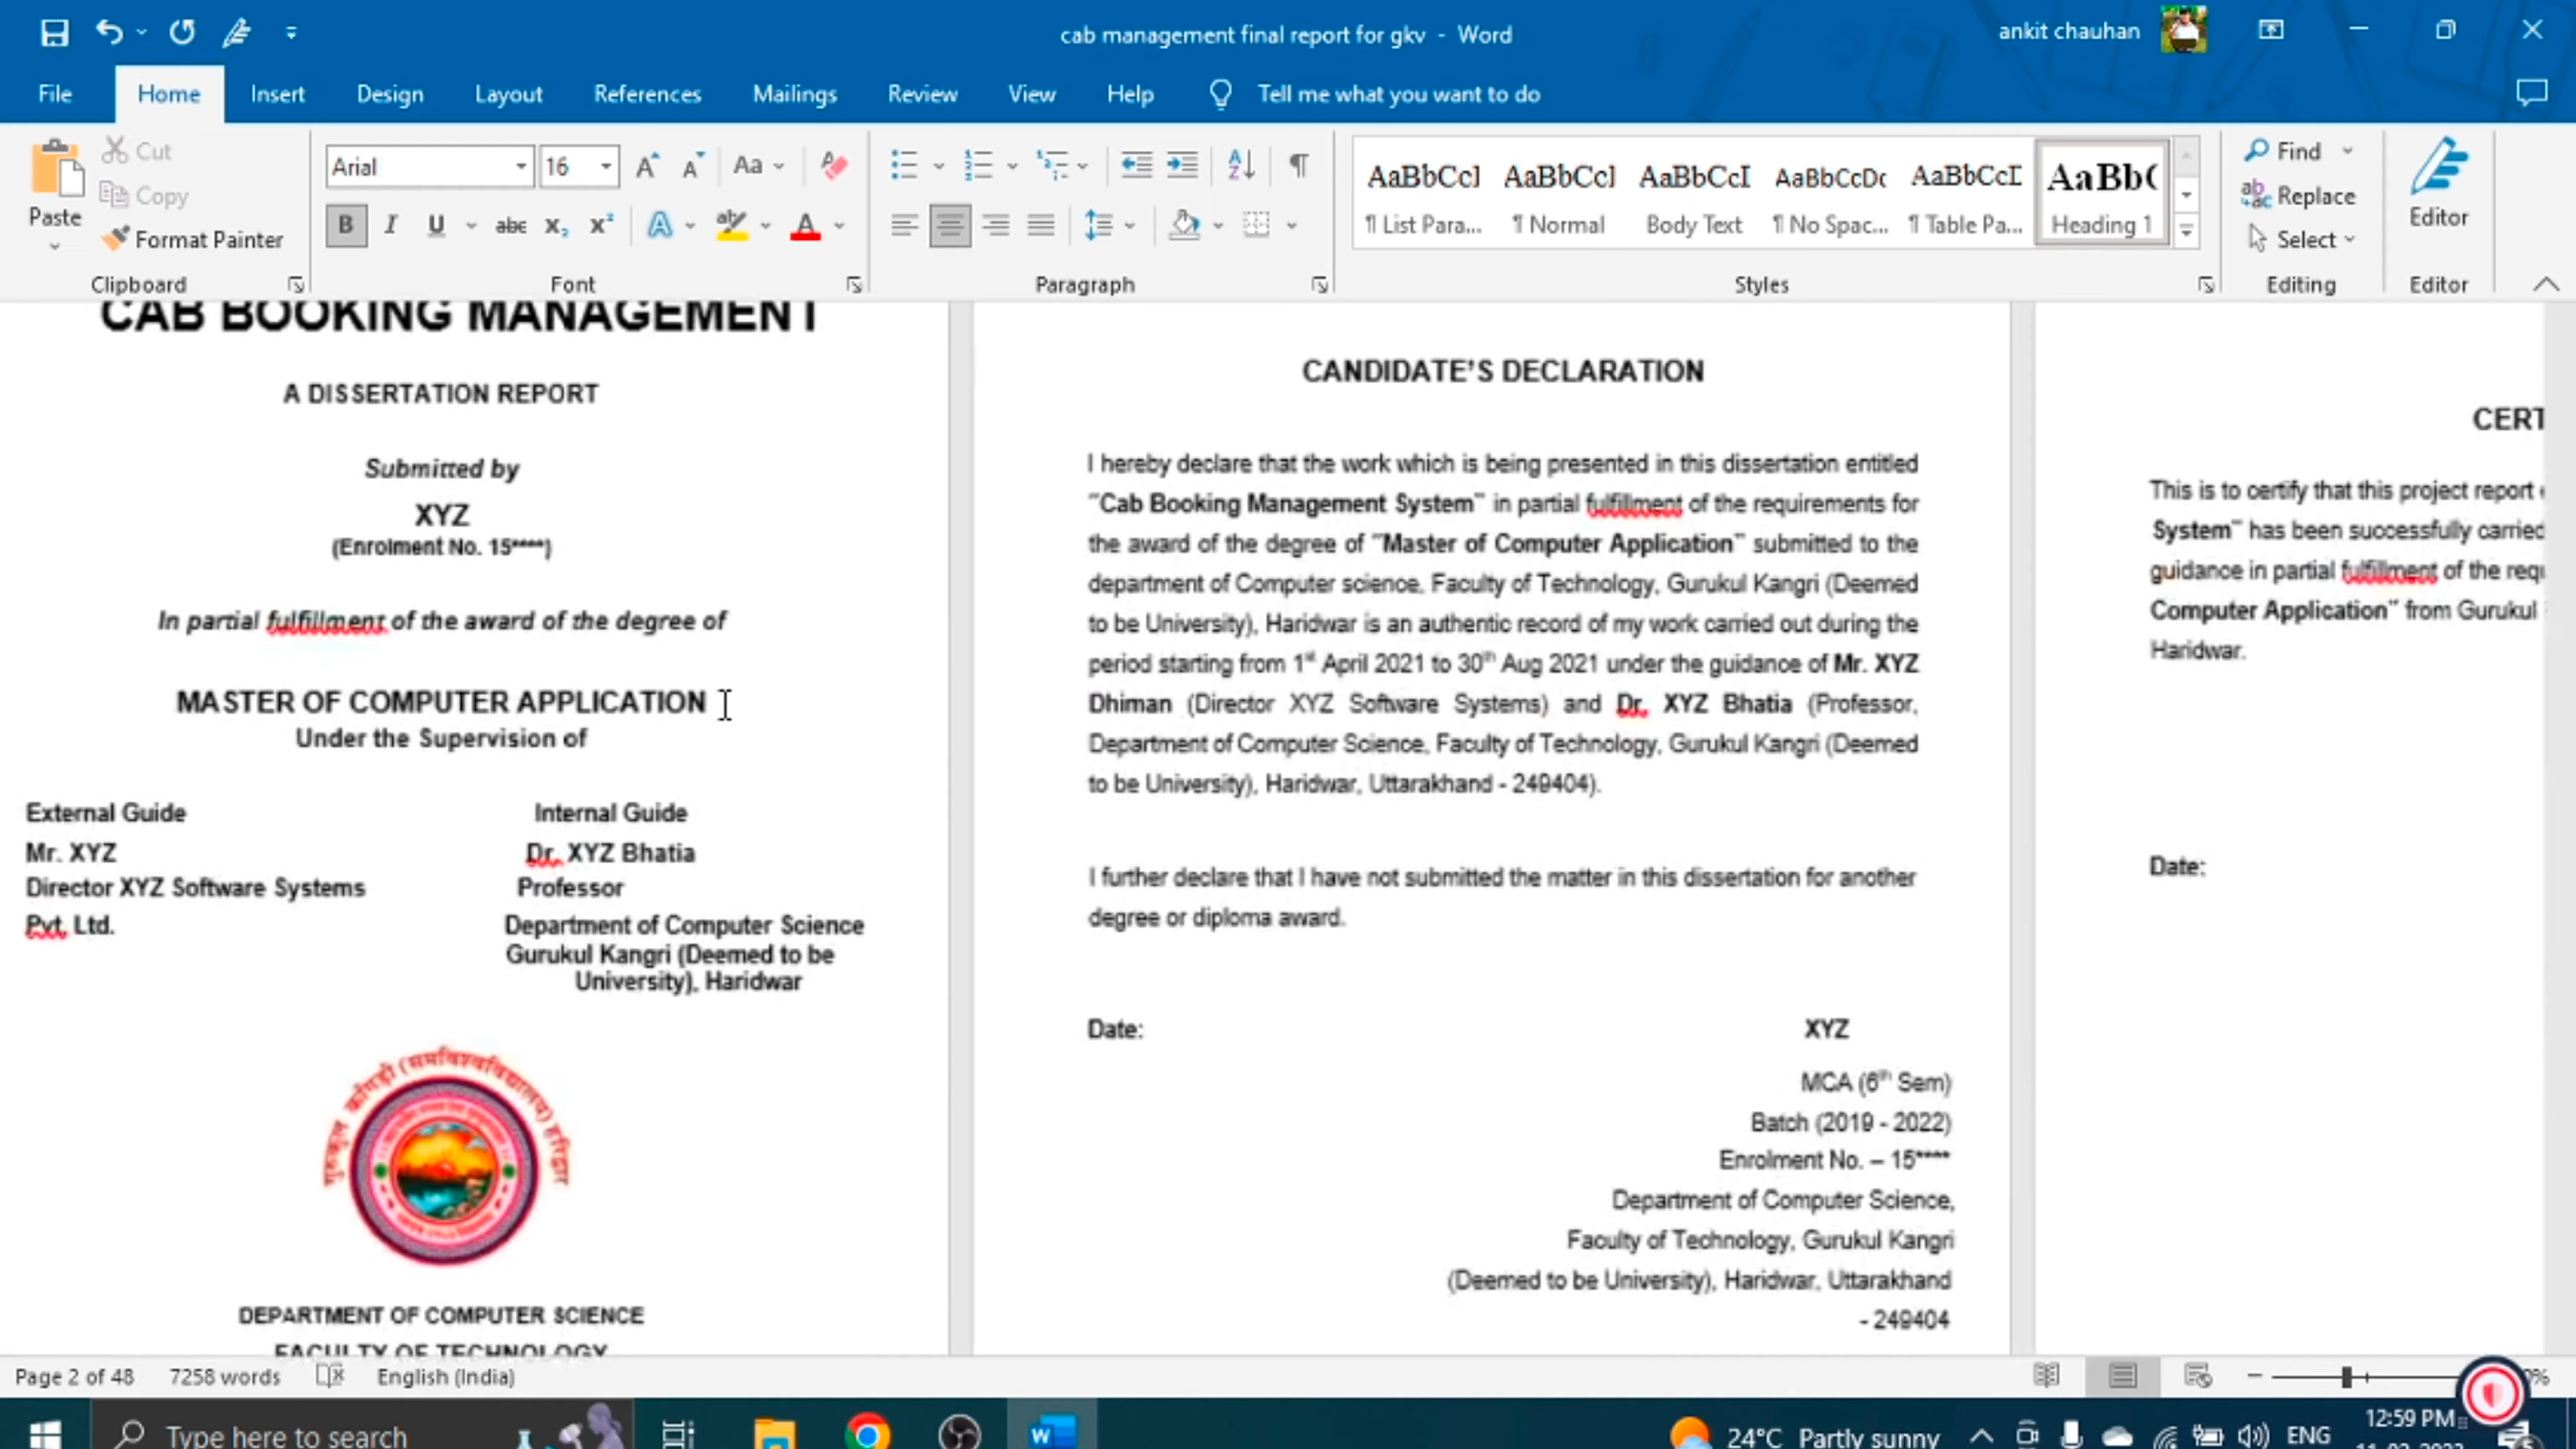 cab management final report for gkv - Word
ankit chauhan
File Home Insert Design Layout References Mailings Review View Help Tell me what you want to do
Paste
Cut
Copy
Format Painter
Clipboard
Arial 16
Font
Paragraph
AaBbCcI AaBbCcI AaBbCcI AaBbCcDc AaBbCcI AaBb(
¶ List Para... ¶ Normal Body Text ¶ No Spac... ¶ Table Pa... Heading 1
Styles
Find
Replace
Select
Editing
Editor
Editor
CAB BOOKING MANAGEMENT
A DISSERTATION REPORT
Submitted by
XYZ
(Enrolment No. 15****)
In partial fulfillment of the award of the degree of
MASTER OF COMPUTER APPLICATION
Under the Supervision of
External Guide
Mr. XYZ
Director XYZ Software Systems
Pvt. Ltd.
Internal Guide
Dr. XYZ Bhatia
Professor
Department of Computer Science
Gurukul Kangri (Deemed to be
University), Haridwar
गुरुकुल काँगड़ी (समविश्वविद्यालय) हरिद्वार
DEPARTMENT OF COMPUTER SCIENCE
FACULTY OF TECHNOLOGY
CANDIDATE'S DECLARATION
I hereby declare that the work which is being presented in this dissertation entitled
"Cab Booking Management System" in partial fulfillment of the requirements for
the award of the degree of "Master of Computer Application" submitted to the
department of Computer science, Faculty of Technology, Gurukul Kangri (Deemed
to be University), Haridwar is an authentic record of my work carried out during the
period starting from 1st April 2021 to 30th Aug 2021 under the guidance of Mr. XYZ
Dhiman (Director XYZ Software Systems) and Dr. XYZ Bhatia (Professor,
Department of Computer Science, Faculty of Technology, Gurukul Kangri (Deemed
to be University), Haridwar, Uttarakhand - 249404).
I further declare that I have not submitted the matter in this dissertation for another
degree or diploma award.
Date:
XYZ
MCA (6th Sem)
Batch (2019 - 2022)
Enrolment No. – 15****
Department of Computer Science,
Faculty of Technology, Gurukul Kangri
(Deemed to be University), Haridwar, Uttarakhand
- 249404
CERT
This is to certify that this project report
System" has been successfully carried
guidance in partial fulfillment of the requ
Computer Application" from Gurukul
Haridwar.
Date:
Page 2 of 48 7258 words English (India)
Type here to search
24°C Partly sunny
ENG
12:59 PM